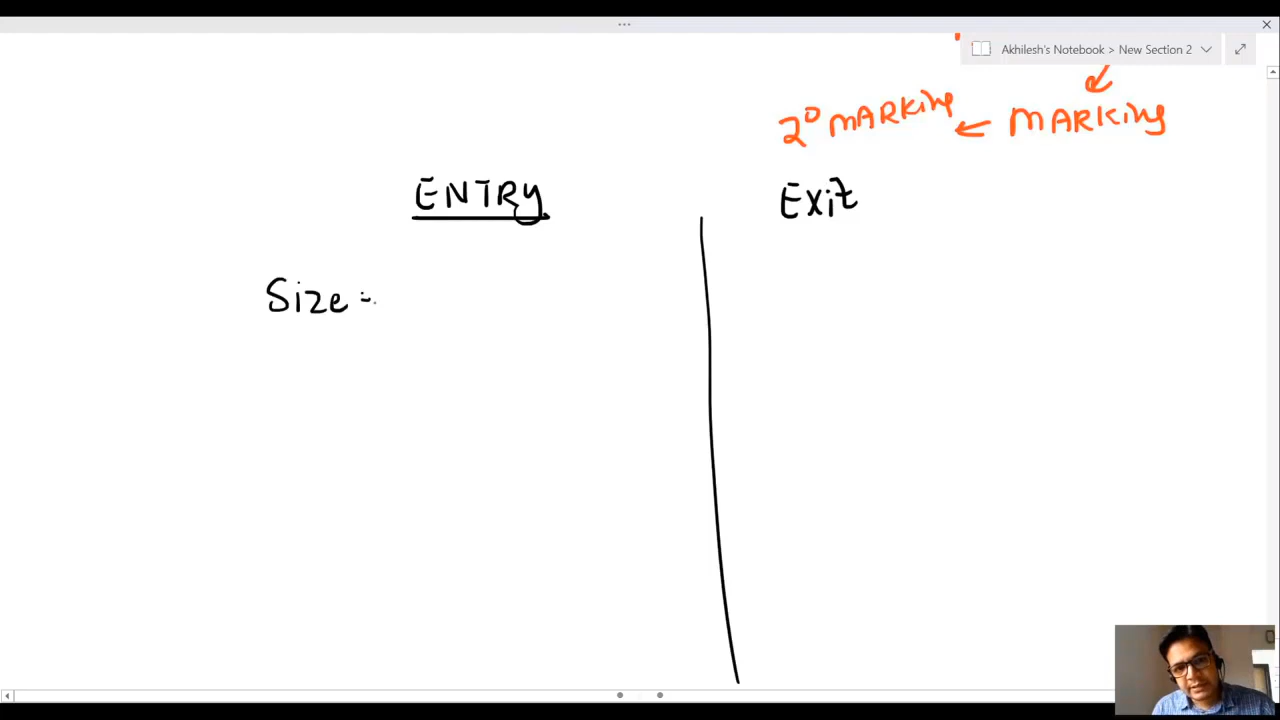 Akhilesh's Notebook > New Section 2
2° MARKing ← MARKing
ENTRY
Exit
Size =